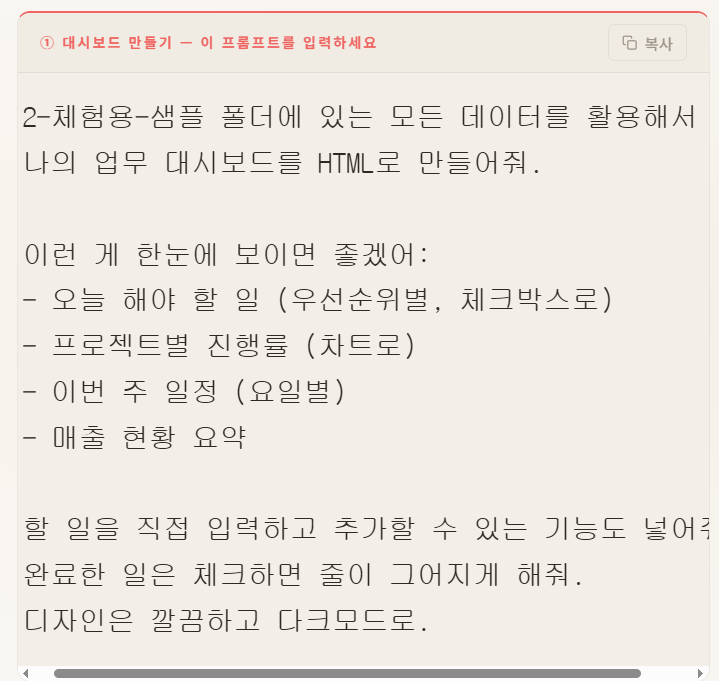 ① 대시보드 만들기 — 이 프롬프트를 입력하세요
복사
2-체험용-샘플 폴더에 있는 모든 데이터를 활용해서
나의 업무 대시보드를 HTML로 만들어줘.
이런 게 한눈에 보이면 좋겠어:
- 오늘 해야 할 일 (우선순위별, 체크박스로)
- 프로젝트별 진행률 (차트로)
- 이번 주 일정 (요일별)
- 매출 현황 요약
할 일을 직접 입력하고 추가할 수 있는 기능도
완료한 일은 체크하면 줄이 그어지게 해줘.
디자인은 깔끔하고 다크모드로.